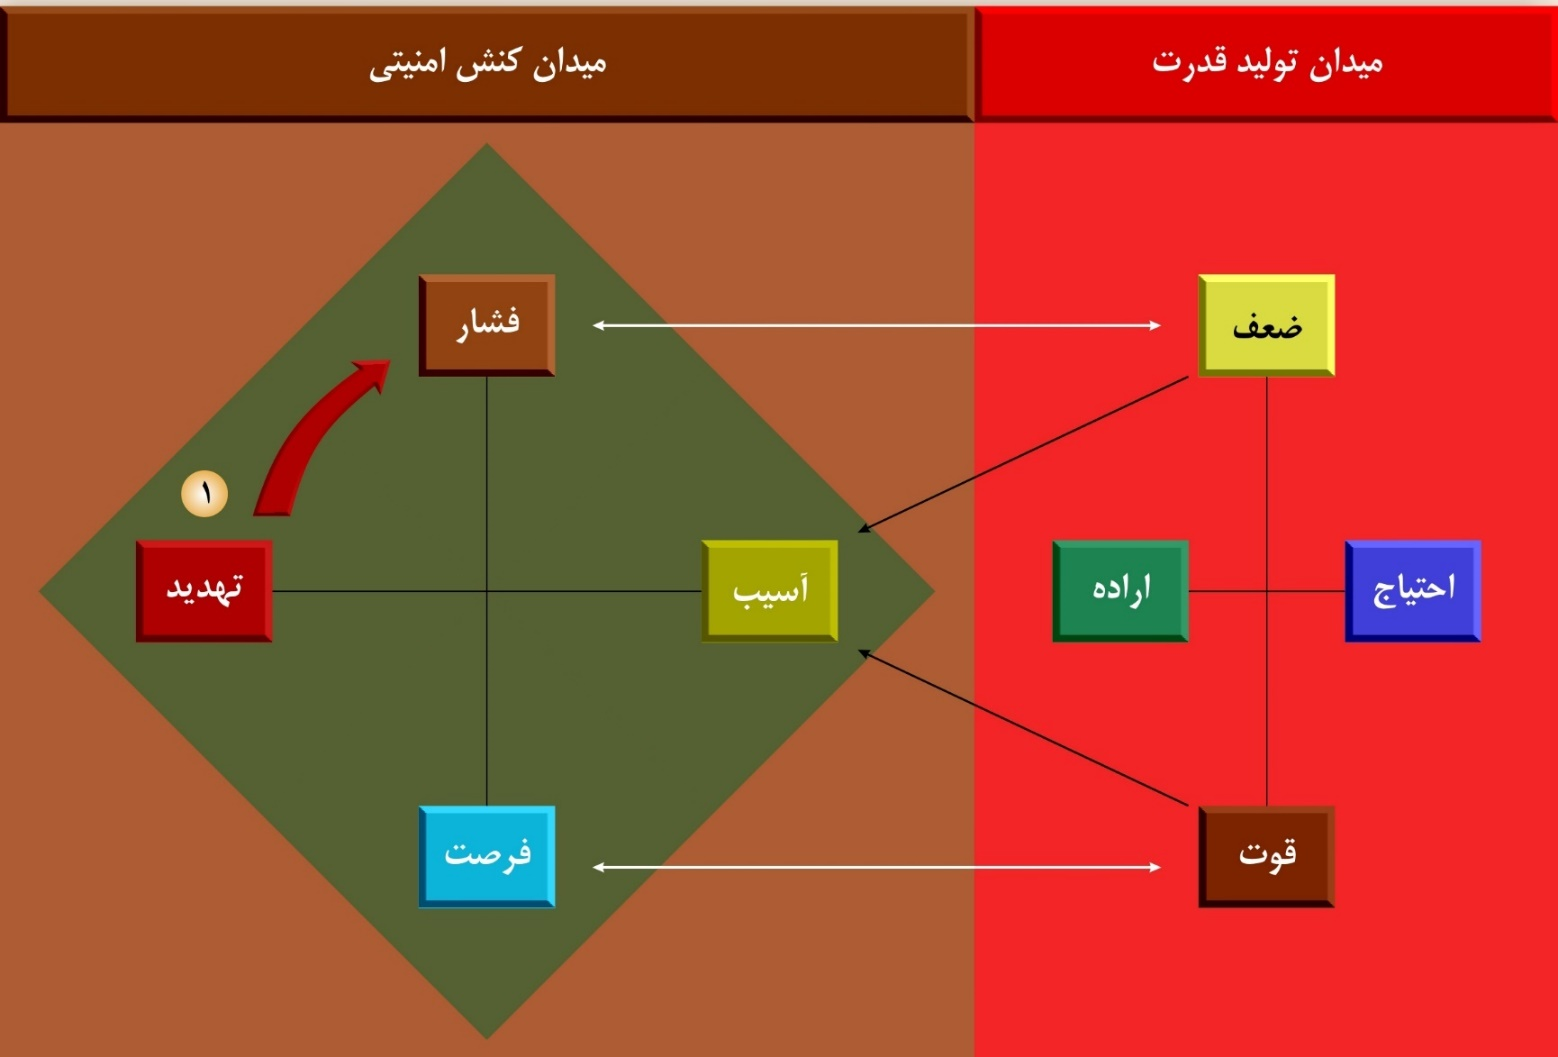 میدان تولید قدرت
میدان کنش امنیتی
ضعف
فشار
۱
احتیاج
اراده
آسیب
تهدید
قوت
فرصت